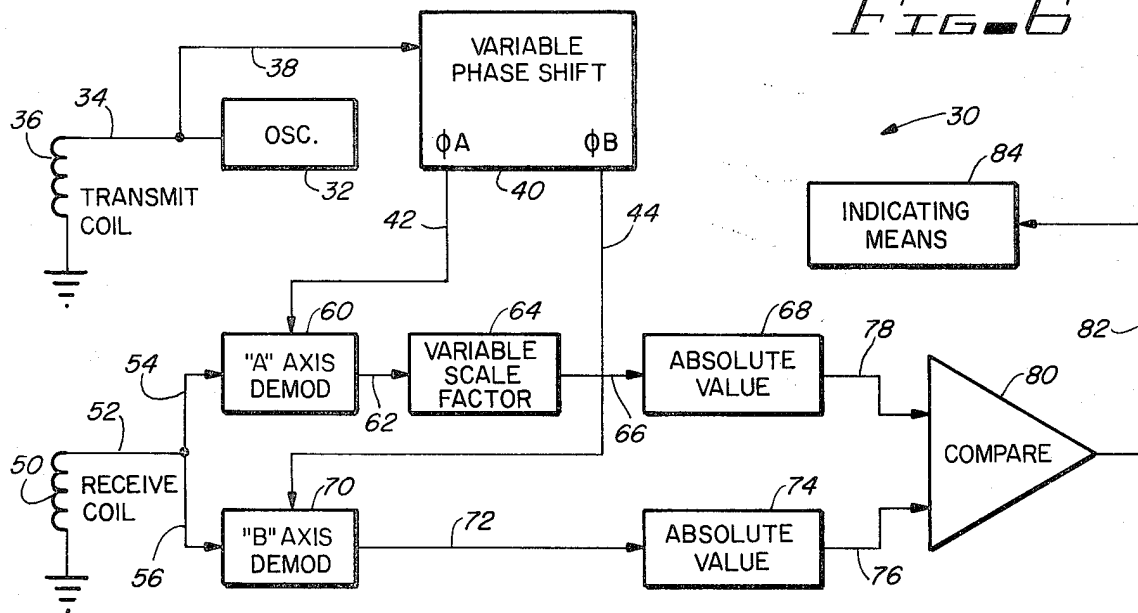 FIG-6
VARIABLE
PHASE SHIFT
38
34
36
OSC.
30
ϕA
ϕB
32
40
84
TRANSMIT
COIL
42
44
INDICATING
MEANS
60
64
68
78
82
54
"A" AXIS
DEMOD
VARIABLE
SCALE
FACTOR
ABSOLUTE
VALUE
80
62
66
52
COMPARE
50
RECEIVE
COIL
70
74
72
"B" AXIS
DEMOD
ABSOLUTE
VALUE
56
76